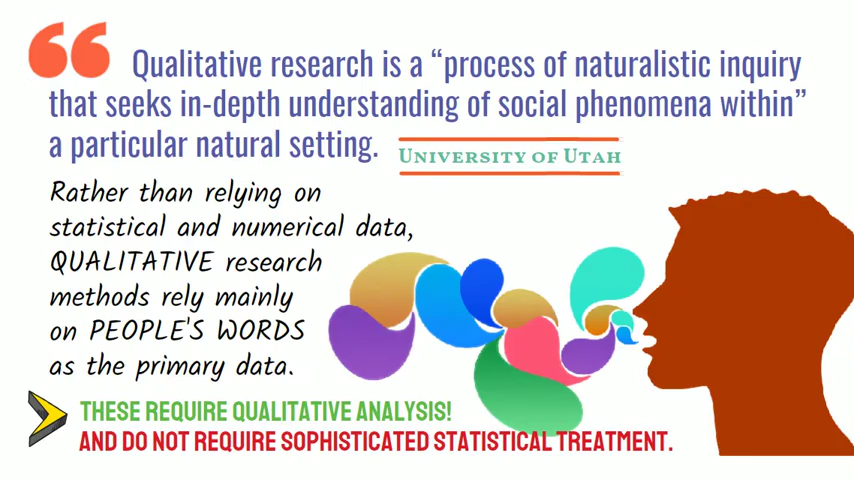 Qualitative research is a “process of naturalistic inquiry
that seeks in-depth understanding of social phenomena within”
a particular natural setting.
University of Utah
Rather than relying on
statistical and numerical data,
QUALITATIVE research
methods rely mainly
on PEOPLE'S WORDS
as the primary data.
THESE REQUIRE QUALITATIVE ANALYSIS!
AND DO NOT REQUIRE SOPHISTICATED STATISTICAL TREATMENT.